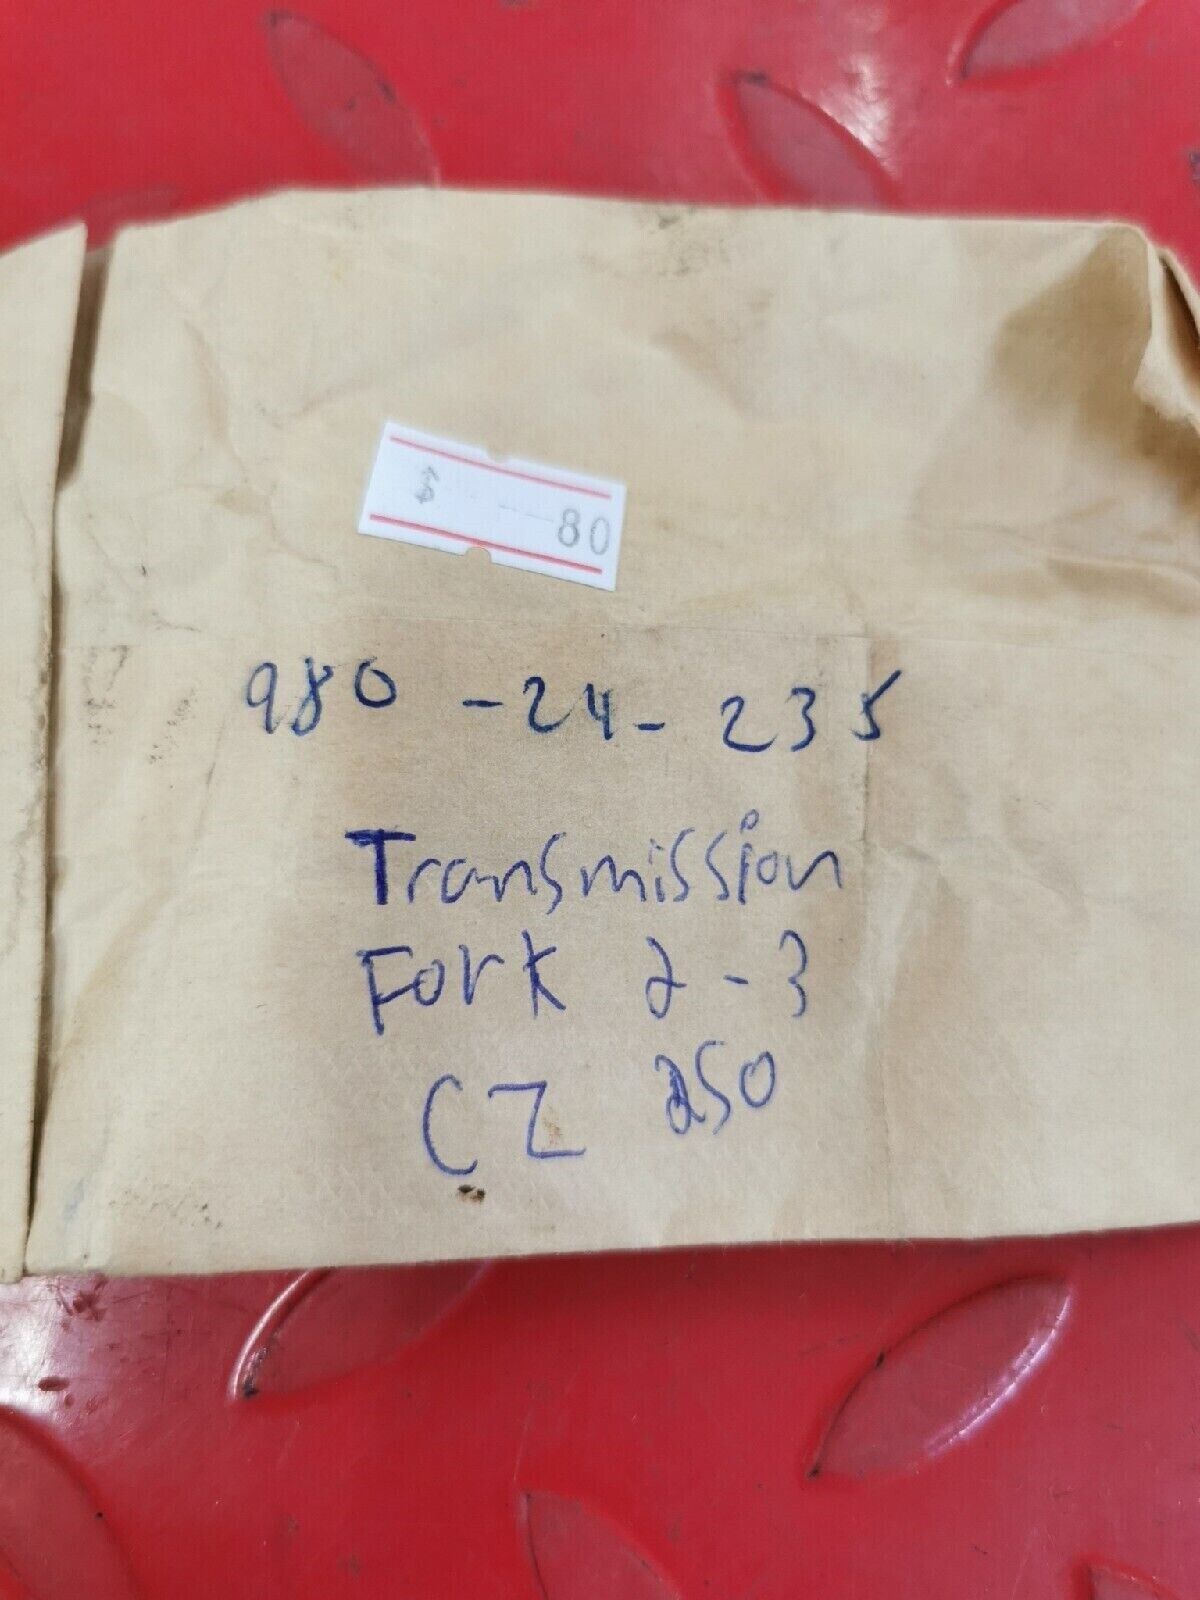 $ --80
980-24-235
Transmission
Fork 2-3
CZ 250